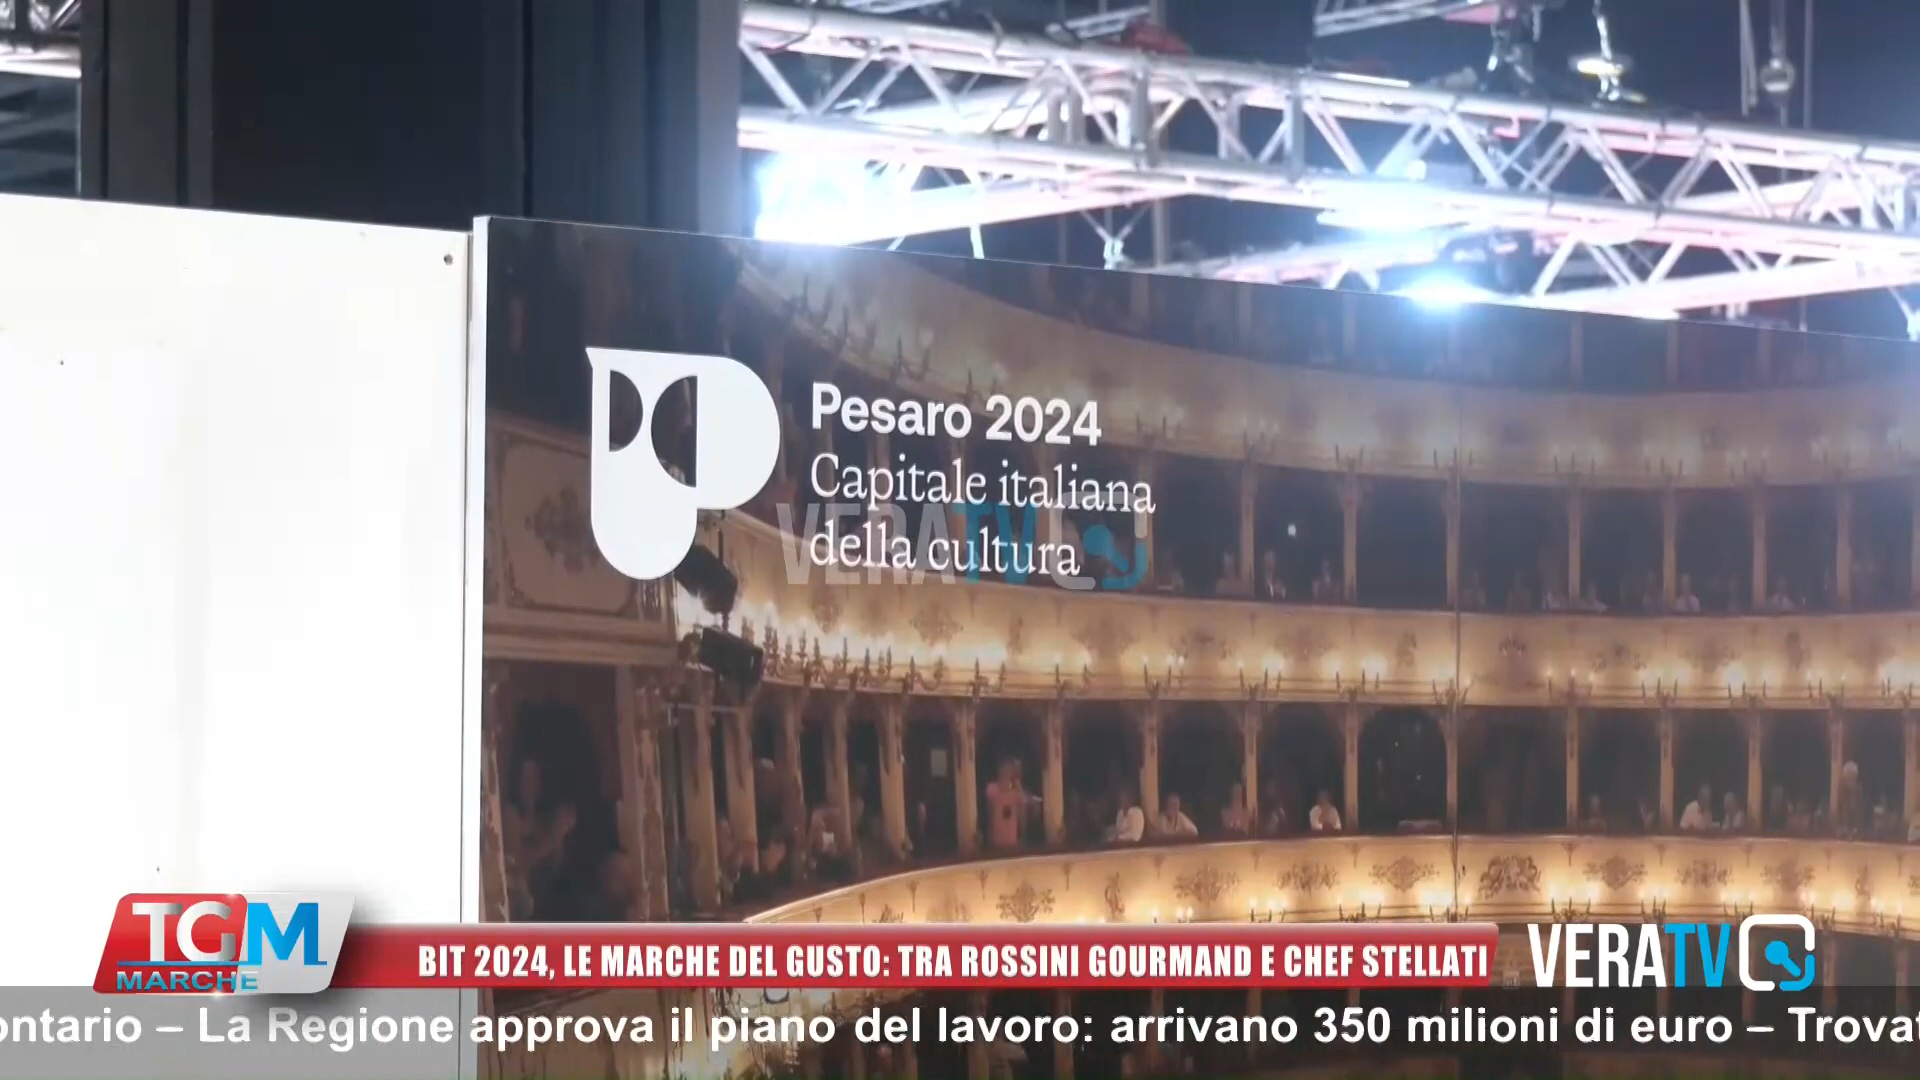 Pesaro 2024
Capitale italiana
della cultura
VERATV
TGM
MARCHE
BIT 2024, LE MARCHE DEL GUSTO: TRA ROSSINI GOURMAND E CHEF STELLATI
VERATV
ontario – La Regione approva il piano del lavoro: arrivano 350 milioni di euro – Trovat